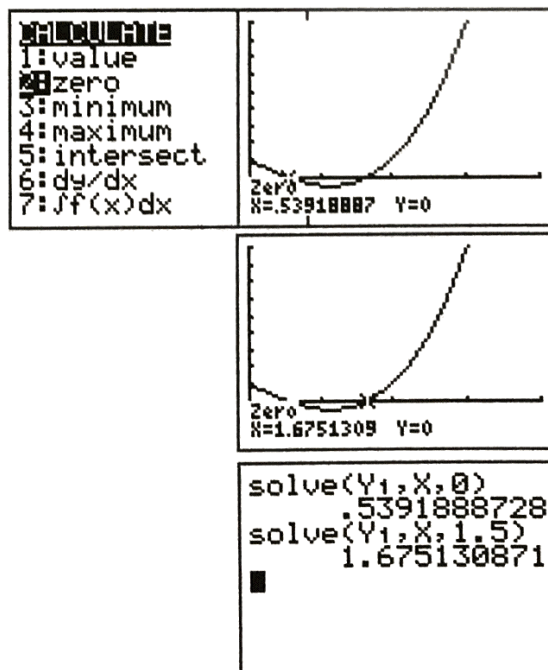 CALCULATE
1:value
2:zero
3:minimum
4:maximum
5:intersect
6:dy/dx
7:∫f(x)dx
Zero
X=.53918887 Y=0
Zero
X=1.6751309 Y=0
solve(Y₁,X,0)
.5391888728
solve(Y₁,X,1.5)
1.675130871